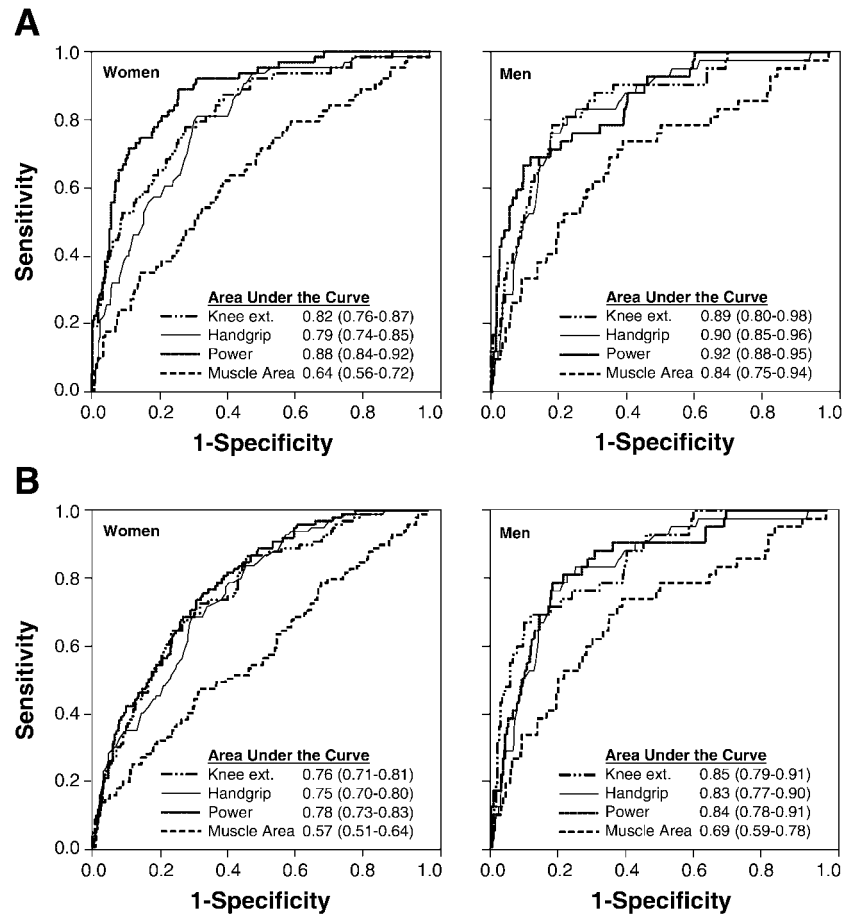 A
Women
1.0
0.8
0.6
0.4
0.2
0.0
Sensitivity
Area Under the Curve
Knee ext. 0.82 (0.76-0.87)
Handgrip 0.79 (0.74-0.85)
Power 0.88 (0.84-0.92)
Muscle Area 0.64 (0.56-0.72)
0.0 0.2 0.4 0.6 0.8 1.0
1-Specificity
Men
Area Under the Curve
Knee ext. 0.89 (0.80-0.98)
Handgrip 0.90 (0.85-0.96)
Power 0.92 (0.88-0.95)
Muscle Area 0.84 (0.75-0.94)
0.0 0.2 0.4 0.6 0.8 1.0
1-Specificity
B
Women
1.0
0.8
0.6
0.4
0.2
0.0
Sensitivity
Area Under the Curve
Knee ext. 0.76 (0.71-0.81)
Handgrip 0.75 (0.70-0.80)
Power 0.78 (0.73-0.83)
Muscle Area 0.57 (0.51-0.64)
0.0 0.2 0.4 0.6 0.8 1.0
1-Specificity
Men
Area Under the Curve
Knee ext. 0.85 (0.79-0.91)
Handgrip 0.83 (0.77-0.90)
Power 0.84 (0.78-0.91)
Muscle Area 0.69 (0.59-0.78)
0.0 0.2 0.4 0.6 0.8 1.0
1-Specificity